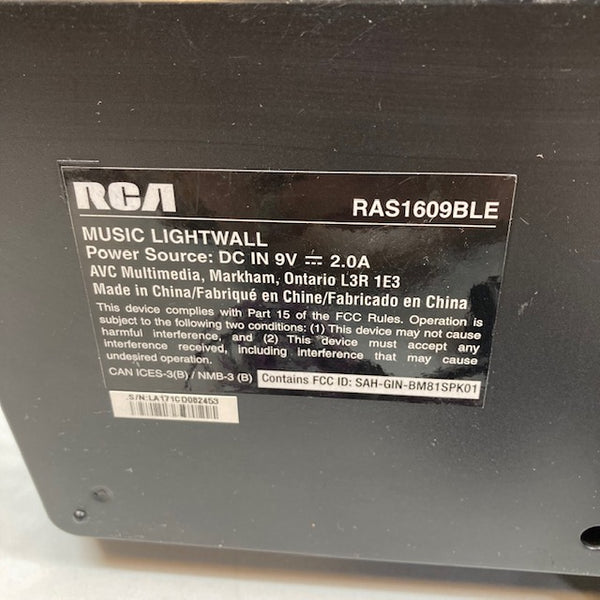 RCA RAS1609BLE
MUSIC LIGHTWALL
Power Source: DC IN 9V ⎓ 2.0A
AVC Multimedia, Markham, Ontario L3R 1E3
Made in China/Fabriqué en Chine/Fabricado en China
This device complies with Part 15 of the FCC Rules. Operation is
subject to the following two conditions: (1) This device may not cause
harmful interference, and (2) This device must accept any
interference received, including interference that may cause
undesired operation.
CAN ICES-3(B) / NMB-3 (B) Contains FCC ID: SAH-GIN-BM81SPK01
S/N:LA171CD082453